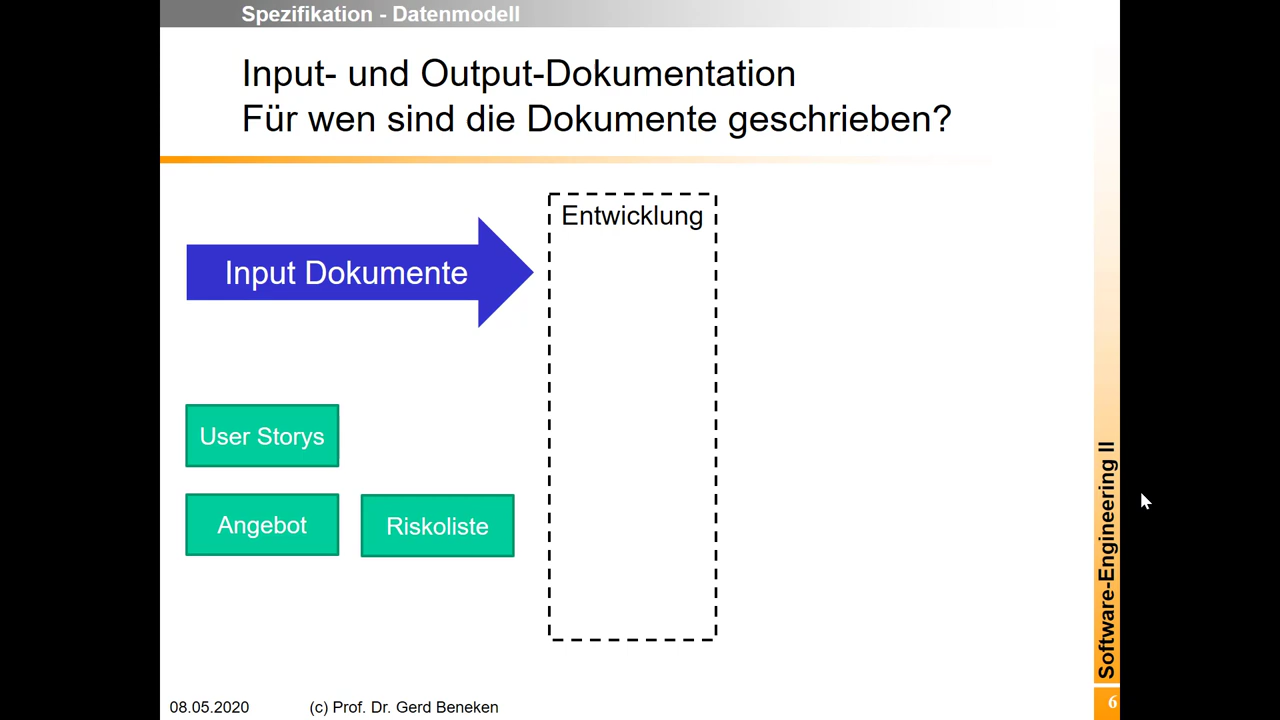 Spezifikation - Datenmodell
Input- und Output-Dokumentation
Für wen sind die Dokumente geschrieben?
Entwicklung
Input Dokumente
User Storys
Angebot
Riskoliste
Software-Engineering II
08.05.2020
(c) Prof. Dr. Gerd Beneken
6